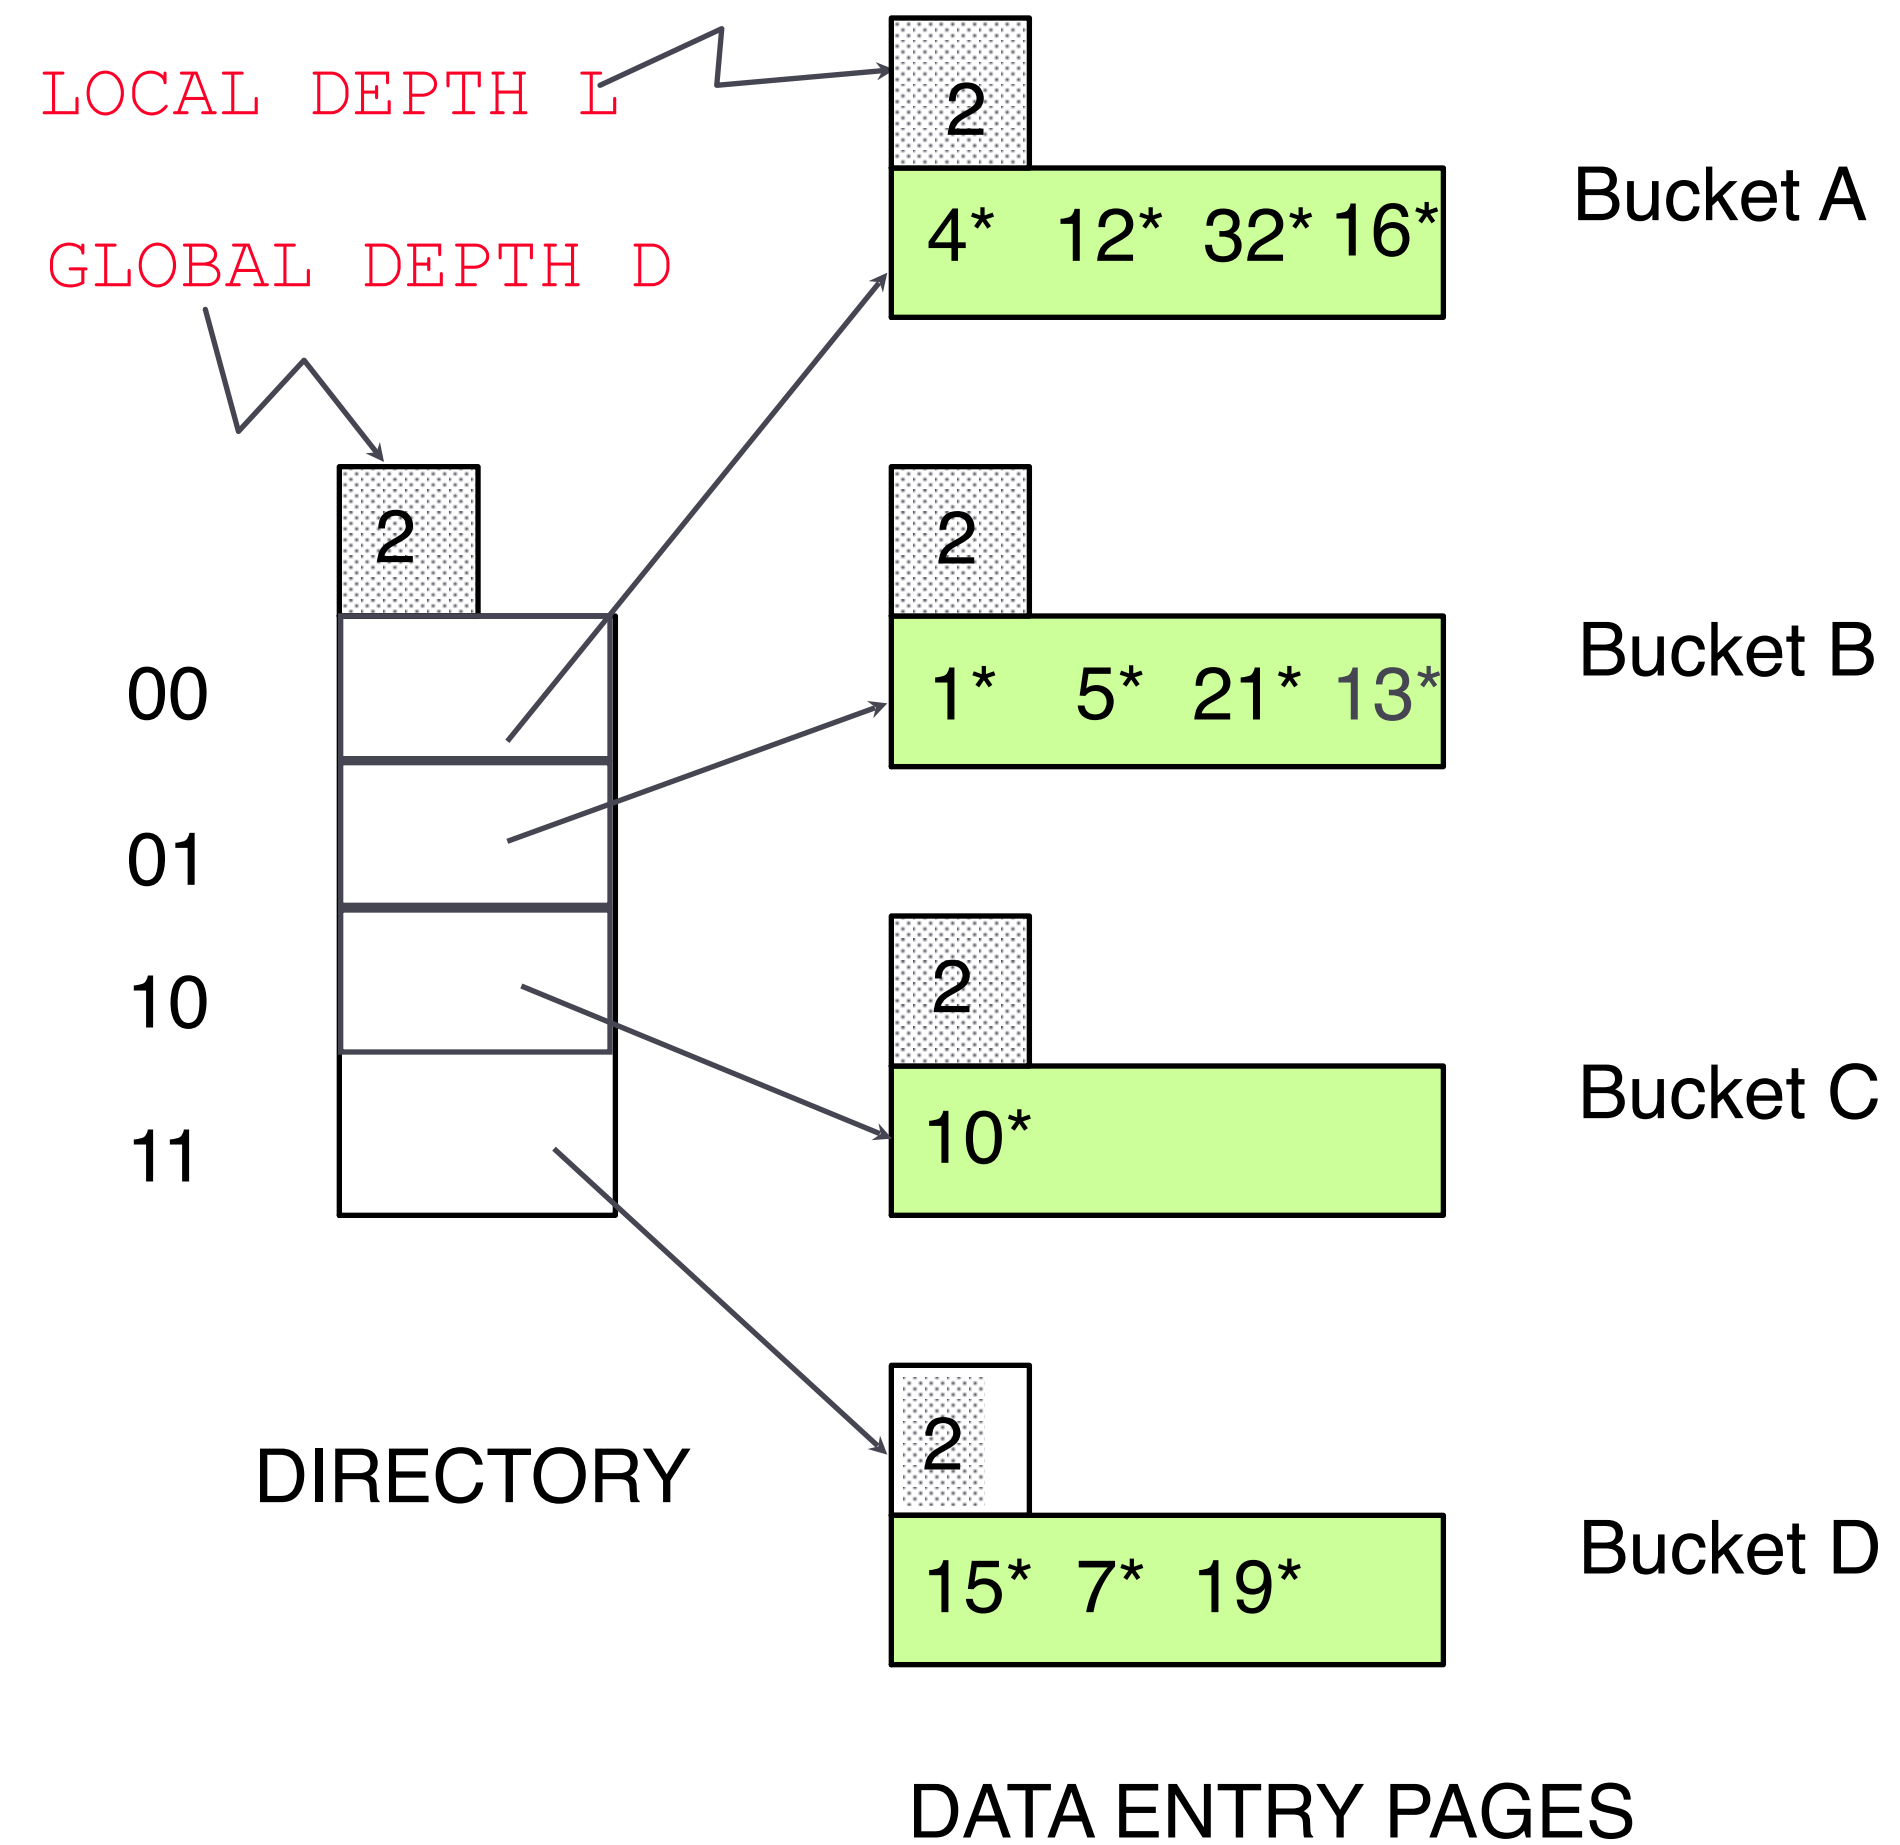 LOCAL DEPTH L
2
4* 12* 32* 16*
Bucket A
GLOBAL DEPTH D
2
2
1* 5* 21* 13*
Bucket B
00
01
10
11
2
10*
Bucket C
DIRECTORY
2
15* 7* 19*
Bucket D
DATA ENTRY PAGES